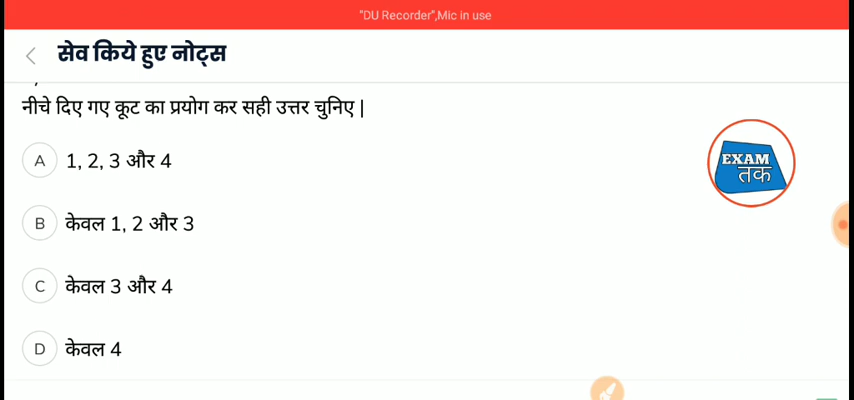 "DU Recorder",Mic in use
सेव किये हुए नोट्स
नीचे दिए गए कूट का प्रयोग कर सही उत्तर चुनिए |
A 1, 2, 3 और 4
EXAM
तक
B केवल 1, 2 और 3
C केवल 3 और 4
D केवल 4